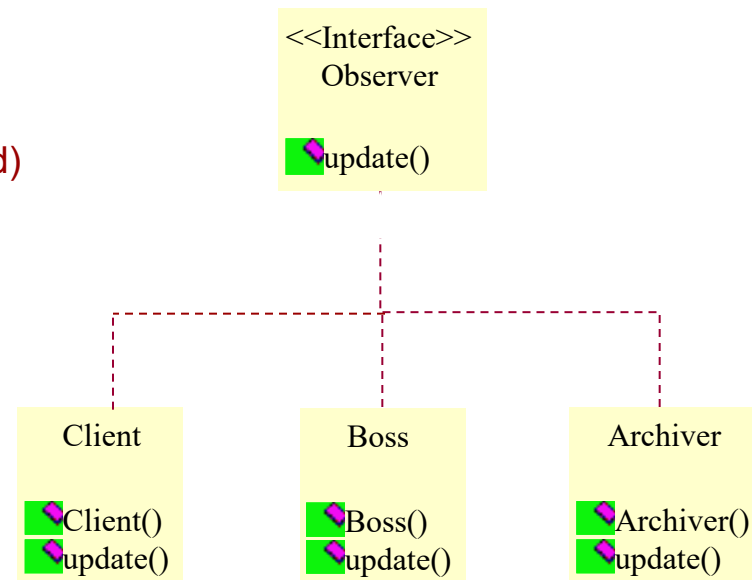 <<Interface>>
Observer
update()
d)
Client
Client()
update()
Boss
Boss()
update()
Archiver
Archiver()
update()